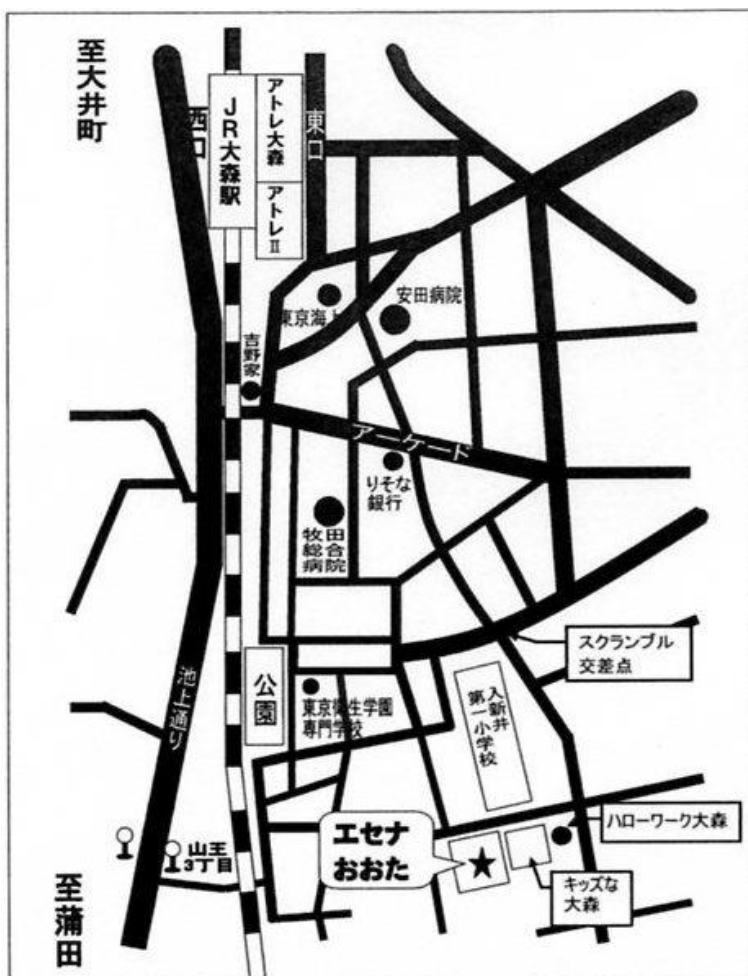 至大井町
西口
JR大森駅
アトレ大森
アトレⅡ
東口
東京海上
安田病院
吉野家
アーケード
りそな
銀行
牧田
総合
病院
スクランブル
交差点
池上通り
公園
東京衛生学園
専門学校
入新井
第一小学校
ハローワーク大森
エセナ
おおた
キッズな
大森
山王
3丁目
至蒲田